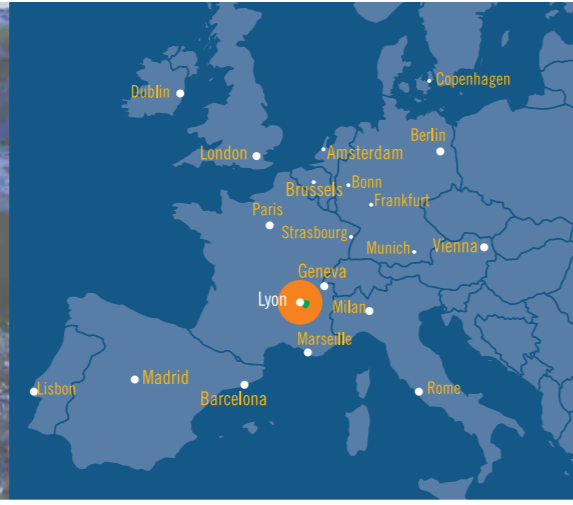 Copenhagen
Dublin
Berlin
London
Amsterdam
Brussels
Bonn
Frankfurt
Paris
Strasbourg
Munich
Vienna
Geneva
Lyon
Milan
Marseille
Madrid
Lisbon
Barcelona
Rome